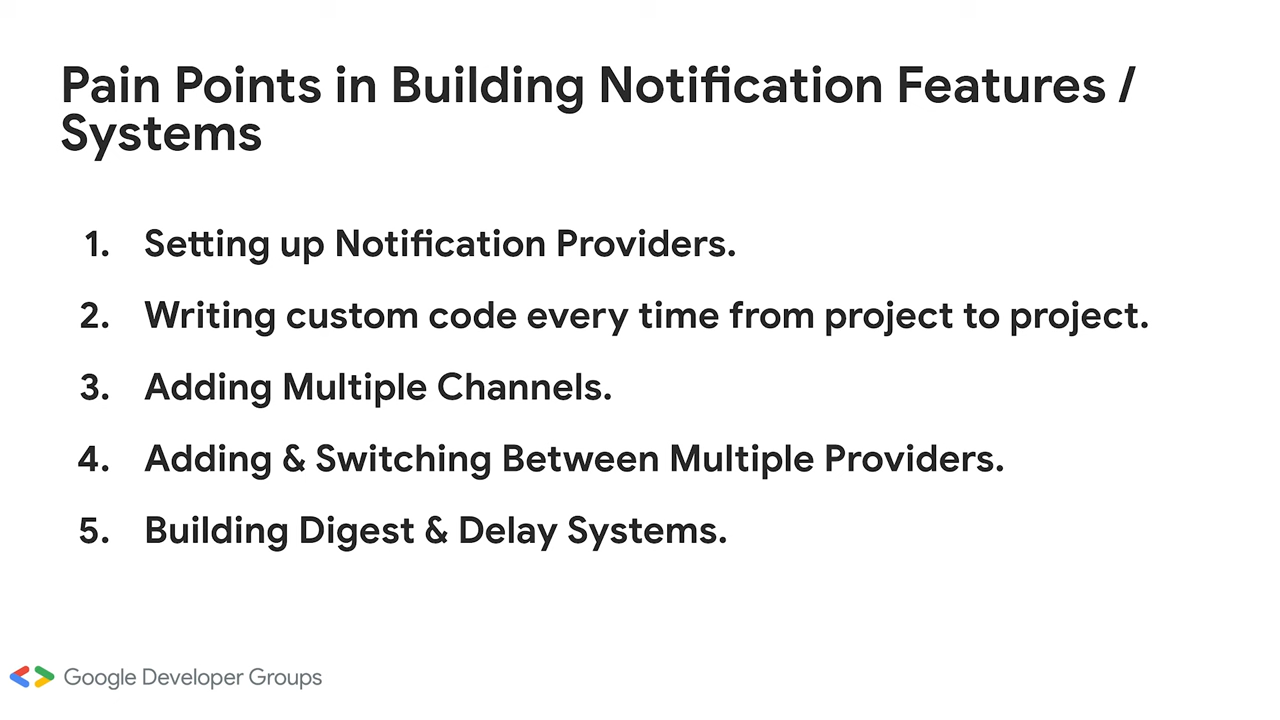 Pain Points in Building Notification Features /
Systems
1. Setting up Notification Providers.
2. Writing custom code every time from project to project.
3. Adding Multiple Channels.
4. Adding & Switching Between Multiple Providers.
5. Building Digest & Delay Systems.
Google Developer Groups